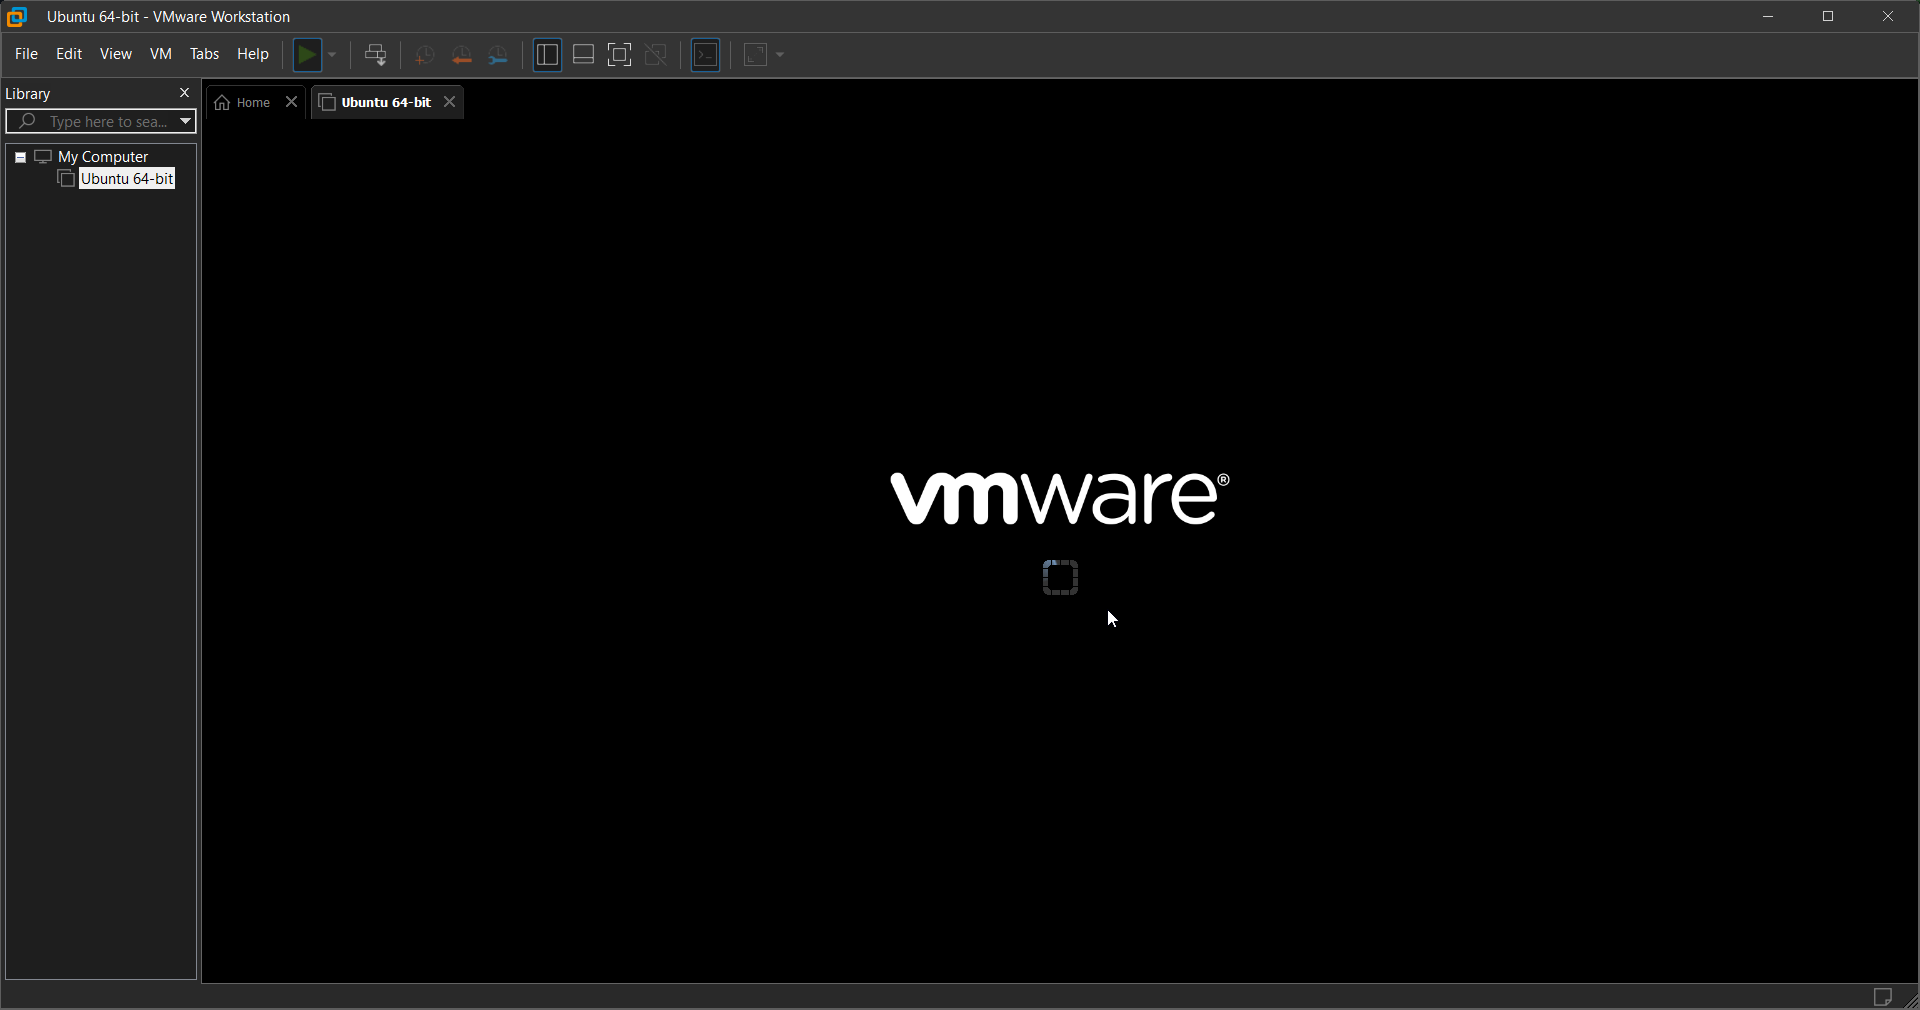 Ubuntu 64-bit - VMware Workstation
File Edit View VM Tabs Help
Library
Type here to sea...
My Computer
Ubuntu 64-bit
Home
Ubuntu 64-bit
vmware®